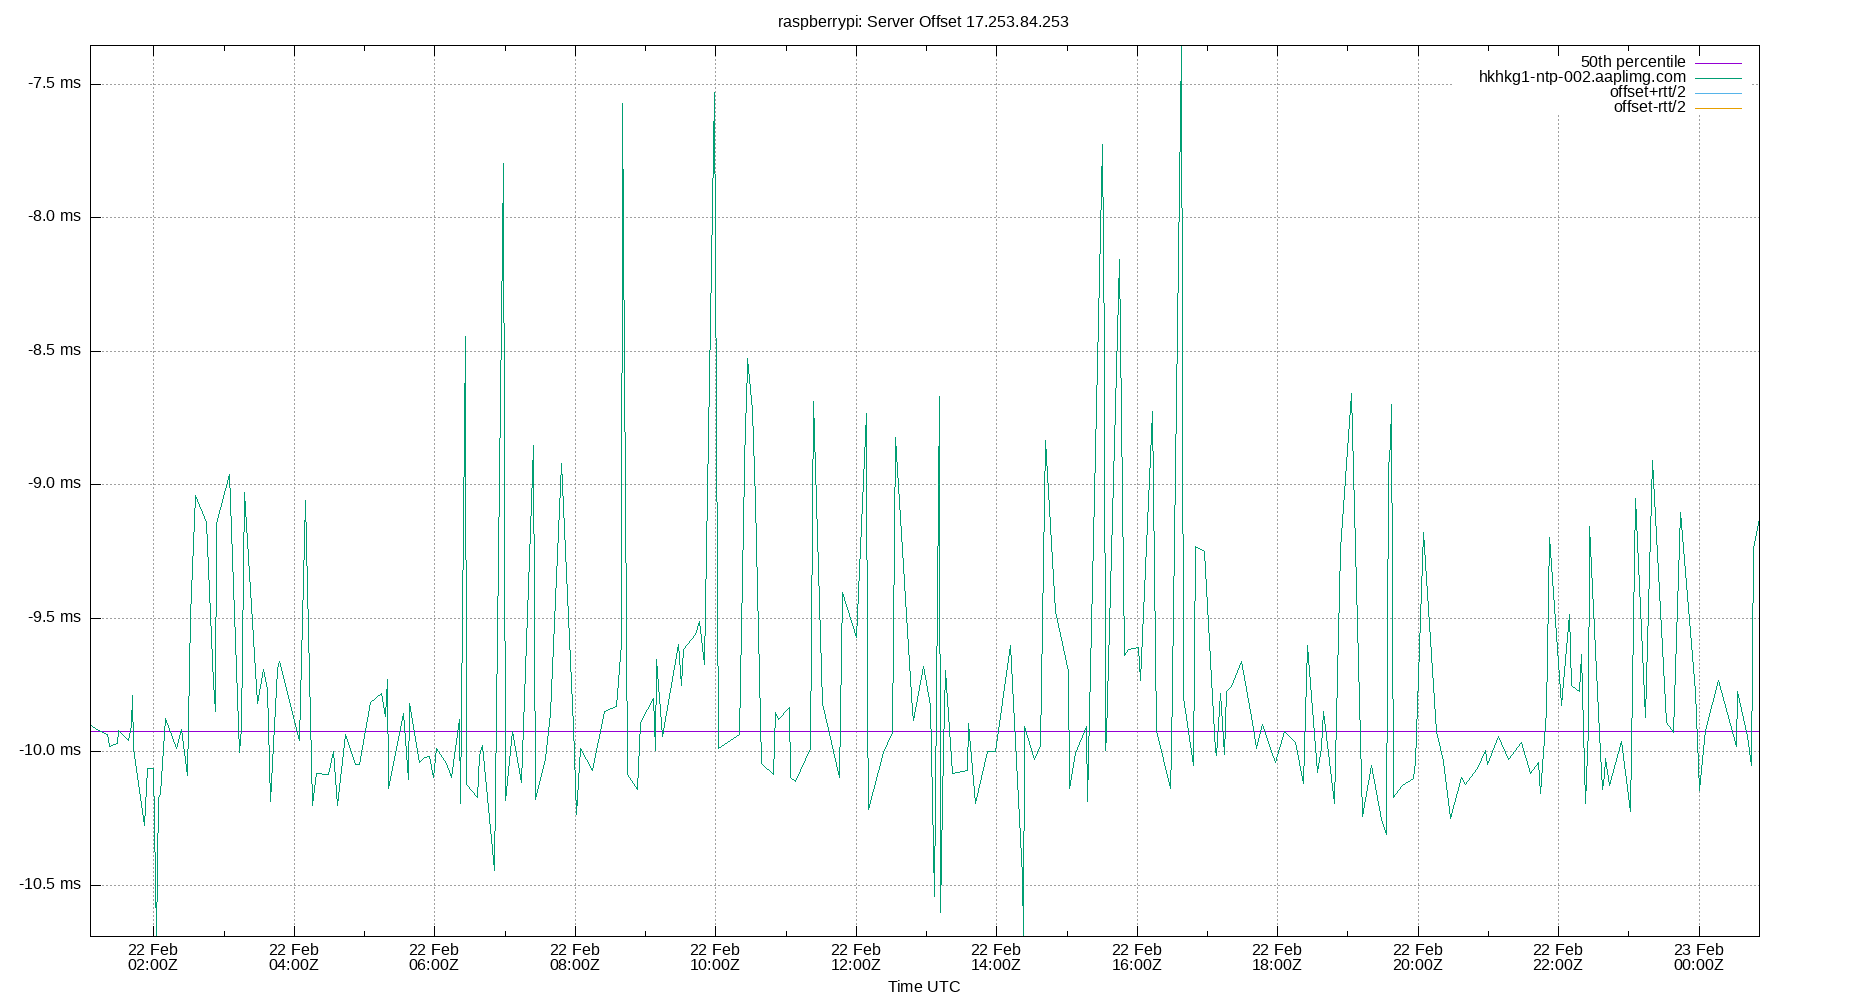 raspberrypi: Server Offset 17.253.84.253
50th percentile
hkhkg1-ntp-002.aaplimg.com
offset+rtt/2
offset-rtt/2
-7.5 ms
-8.0 ms
-8.5 ms
-9.0 ms
-9.5 ms
-10.0 ms
-10.5 ms
22 Feb 22 Feb 22 Feb 22 Feb 22 Feb 22 Feb 22 Feb 22 Feb 22 Feb 22 Feb 22 Feb 23 Feb
02:00Z 04:00Z 06:00Z 08:00Z 10:00Z 12:00Z 14:00Z 16:00Z 18:00Z 20:00Z 22:00Z 00:00Z
Time UTC